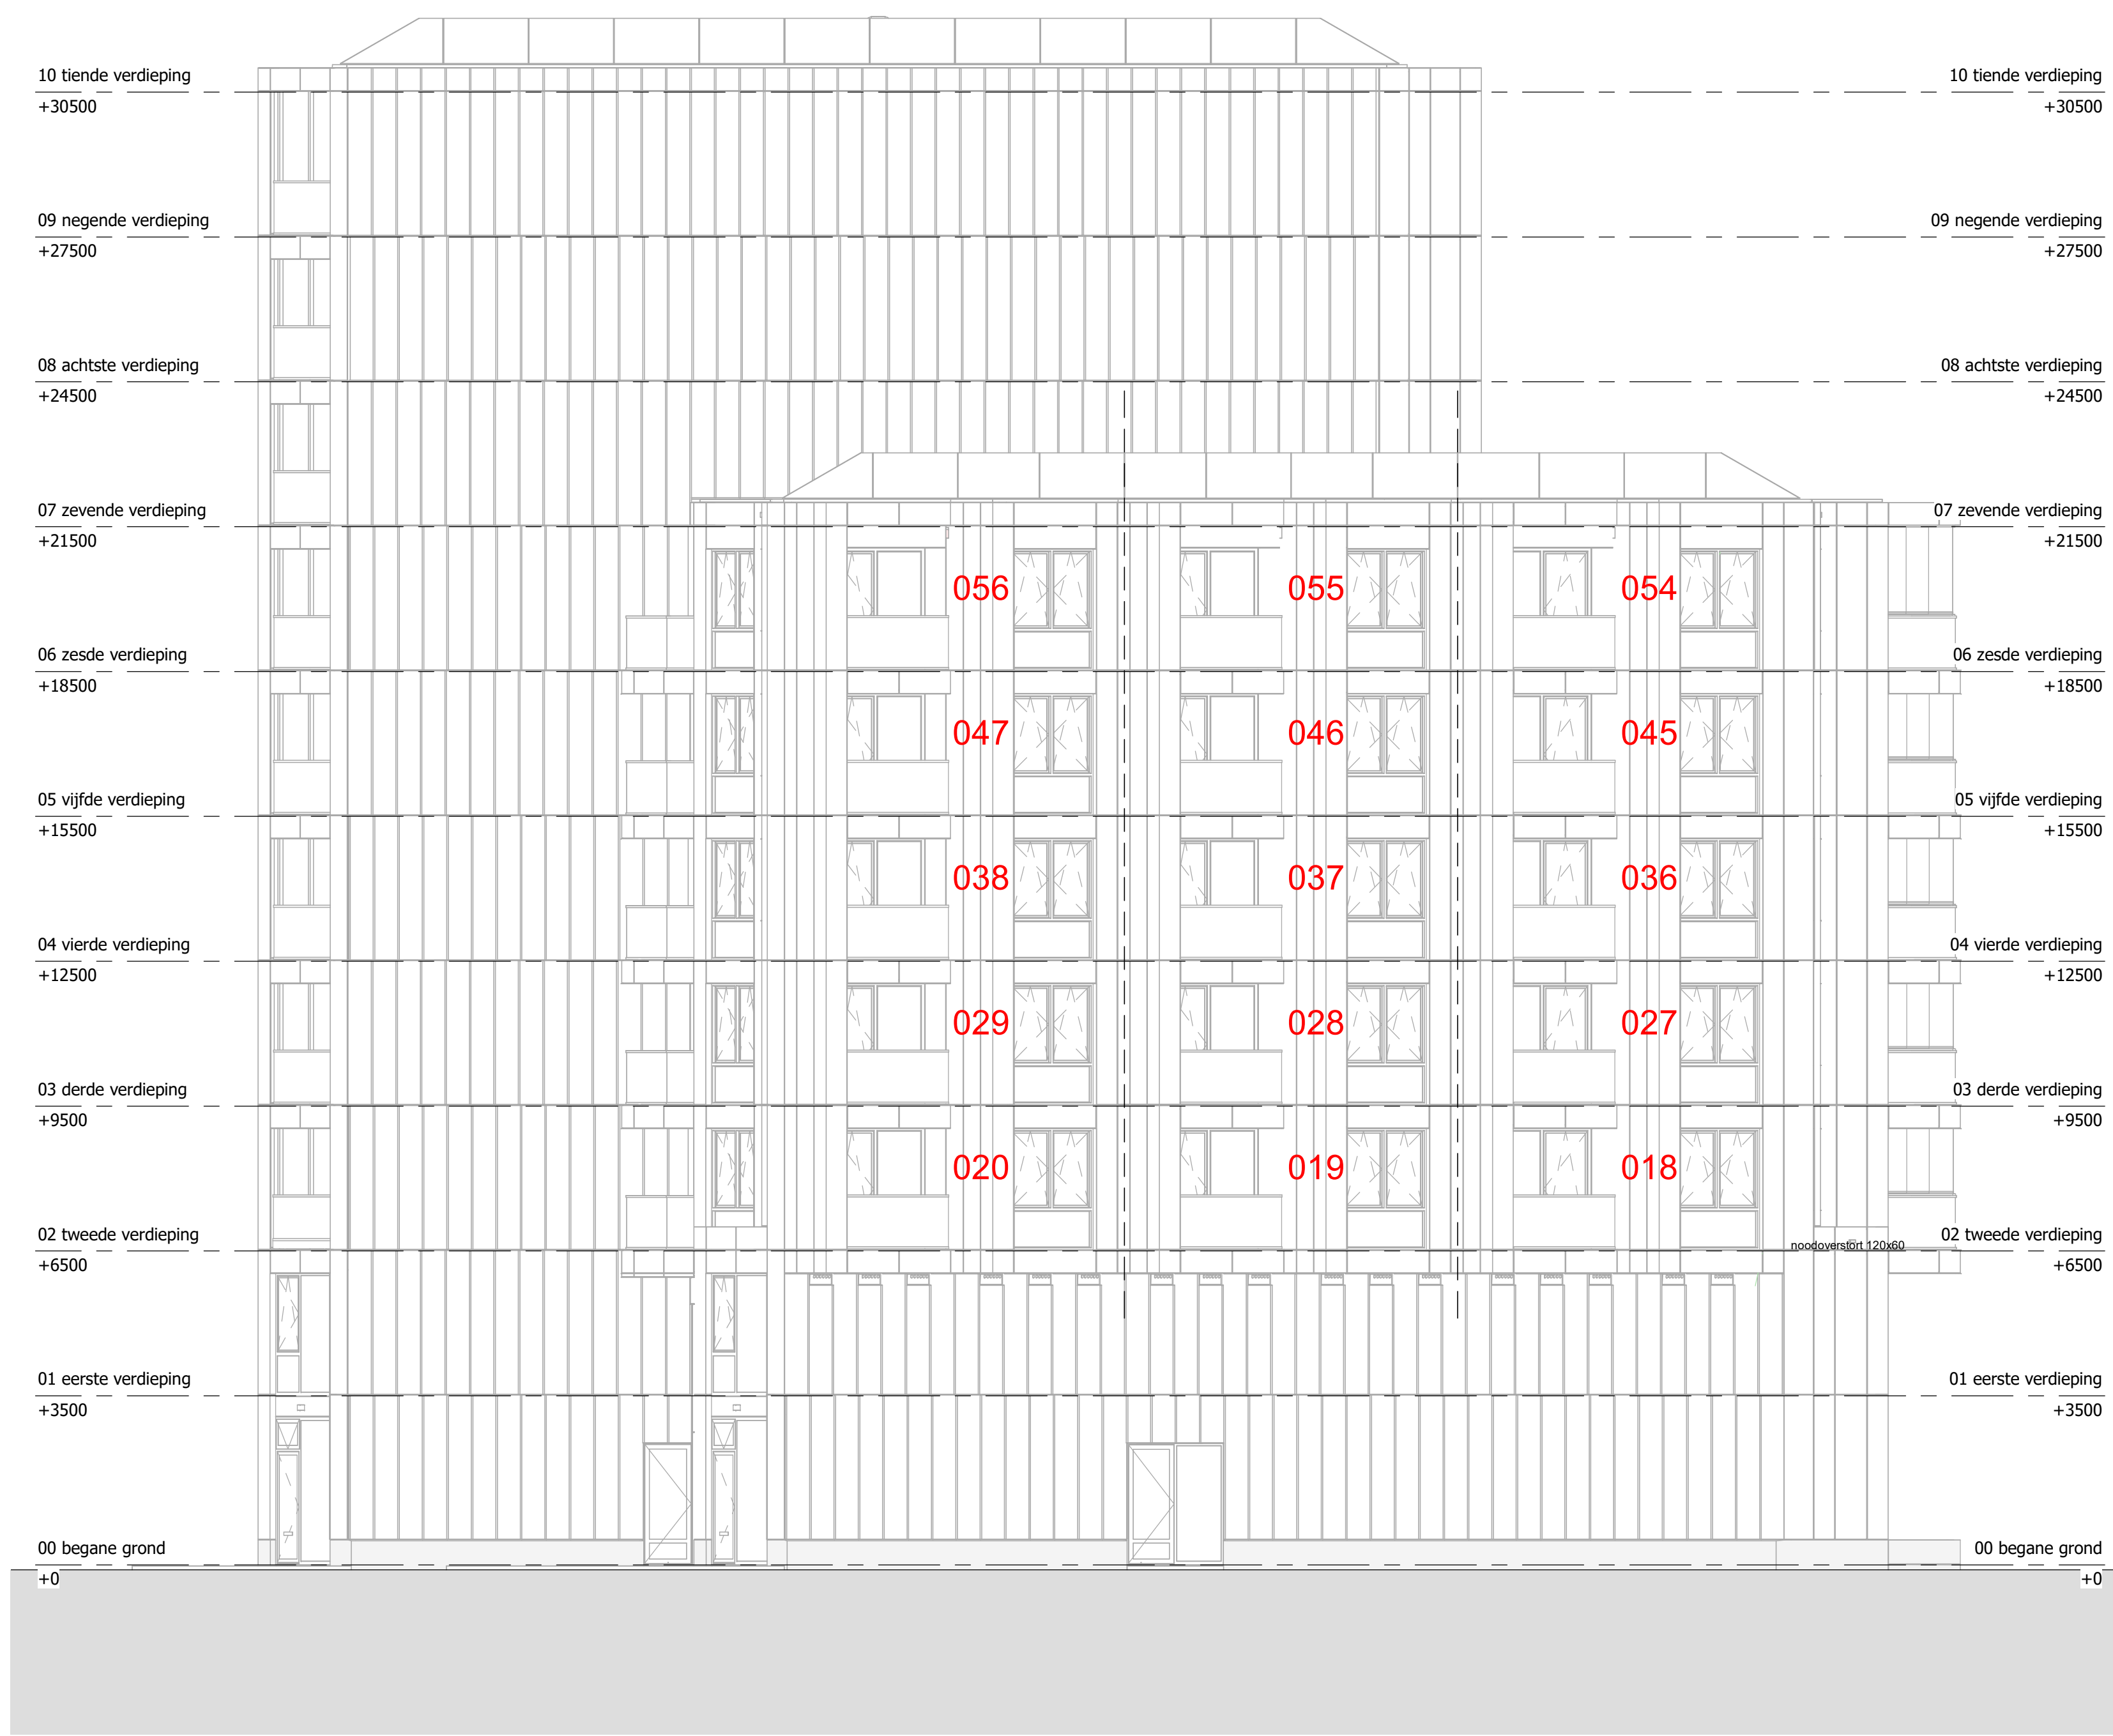 10 tiende verdieping 10 tiende verdieping
+30500 +30500
09 negende verdieping 09 negende verdieping
+27500 +27500
08 achtste verdieping 08 achtste verdieping
+24500 +24500
07 zevende verdieping 07 zevende verdieping
+21500 +21500
056 055 054
06 zesde verdieping 06 zesde verdieping
+18500 +18500
047 046 045
05 vijfde verdieping 05 vijfde verdieping
+15500 +15500
038 037 036
04 vierde verdieping 04 vierde verdieping
+12500 +12500
029 028 027
03 derde verdieping 03 derde verdieping
+9500 +9500
020 019 018
02 tweede verdieping 02 tweede verdieping
noodoverstort 120x60
+6500 +6500
01 eerste verdieping 01 eerste verdieping
+3500 +3500
00 begane grond 00 begane grond
+0 +0